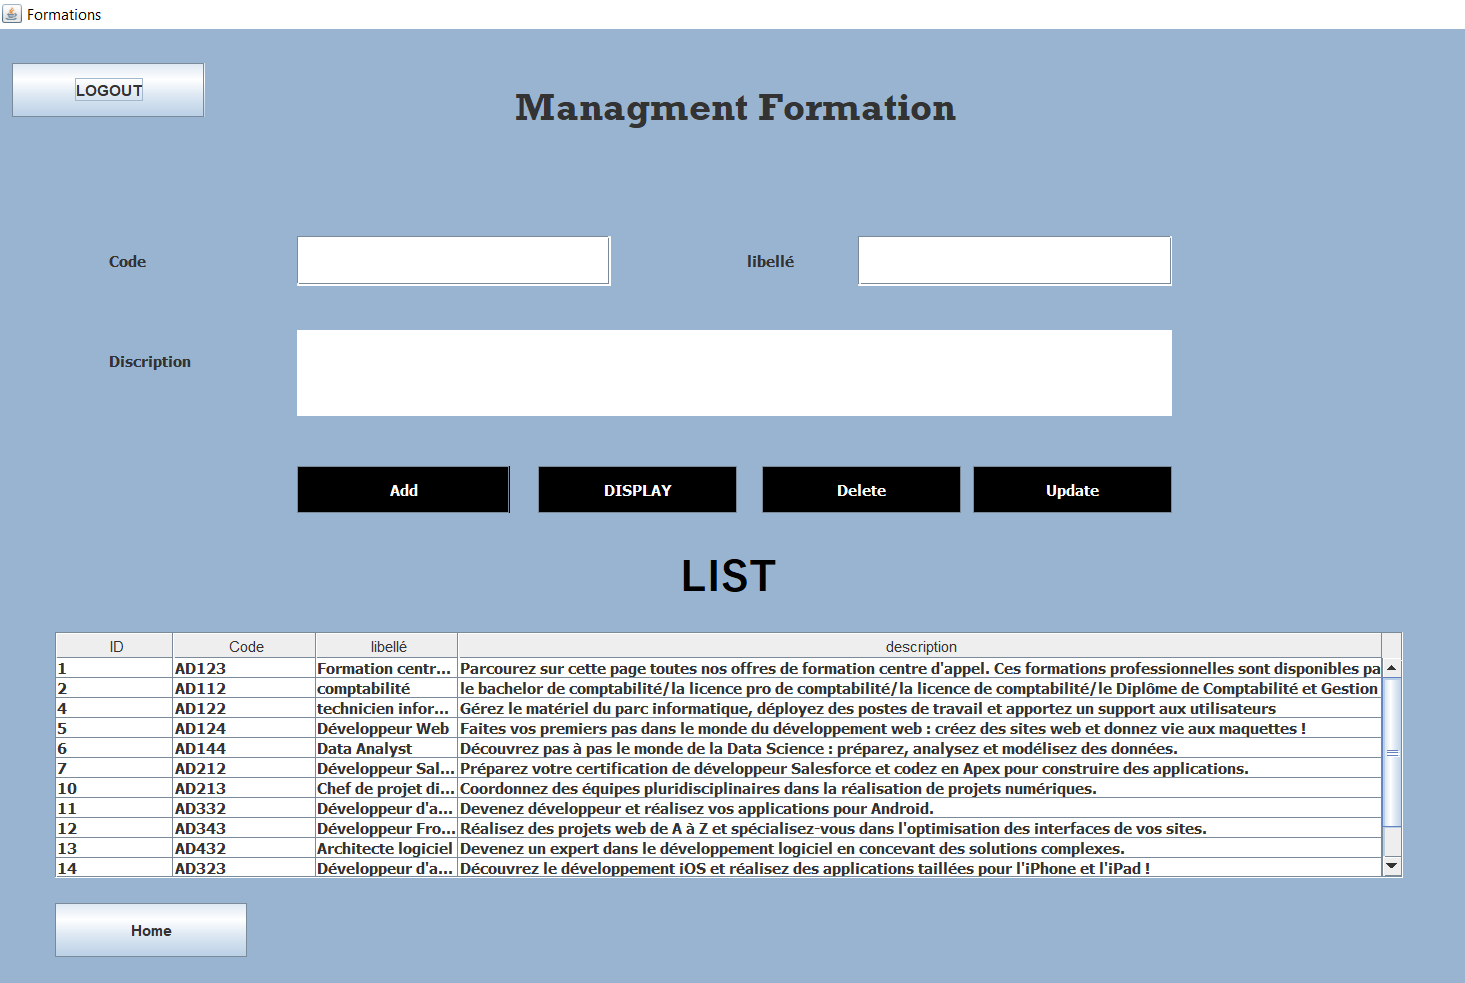 Formations
LOGOUT
Managment Formation
Code
libellé
Discription
Add DISPLAY Delete Update
LIST
ID Code libellé description
1 AD123 Formation centr... Parcourez sur cette page toutes nos offres de formation centre d'appel. Ces formations professionnelles sont disponibles pa
2 AD112 comptabilité le bachelor de comptabilité/la licence pro de comptabilité/la licence de comptabilité/le Diplôme de Comptabilité et Gestion
4 AD122 technicien infor... Gérez le matériel du parc informatique, déployez des postes de travail et apportez un support aux utilisateurs
5 AD124 Développeur Web Faites vos premiers pas dans le monde du développement web : créez des sites web et donnez vie aux maquettes !
6 AD144 Data Analyst Découvrez pas à pas le monde de la Data Science : préparez, analysez et modélisez des données.
7 AD212 Développeur Sal... Préparez votre certification de développeur Salesforce et codez en Apex pour construire des applications.
10 AD213 Chef de projet di... Coordonnez des équipes pluridisciplinaires dans la réalisation de projets numériques.
11 AD332 Développeur d'a... Devenez développeur et réalisez vos applications pour Android.
12 AD343 Développeur Fro... Réalisez des projets web de A à Z et spécialisez-vous dans l'optimisation des interfaces de vos sites.
13 AD432 Architecte logiciel Devenez un expert dans le développement logiciel en concevant des solutions complexes.
14 AD323 Développeur d'a... Découvrez le développement iOS et réalisez des applications taillées pour l'iPhone et l'iPad !
Home